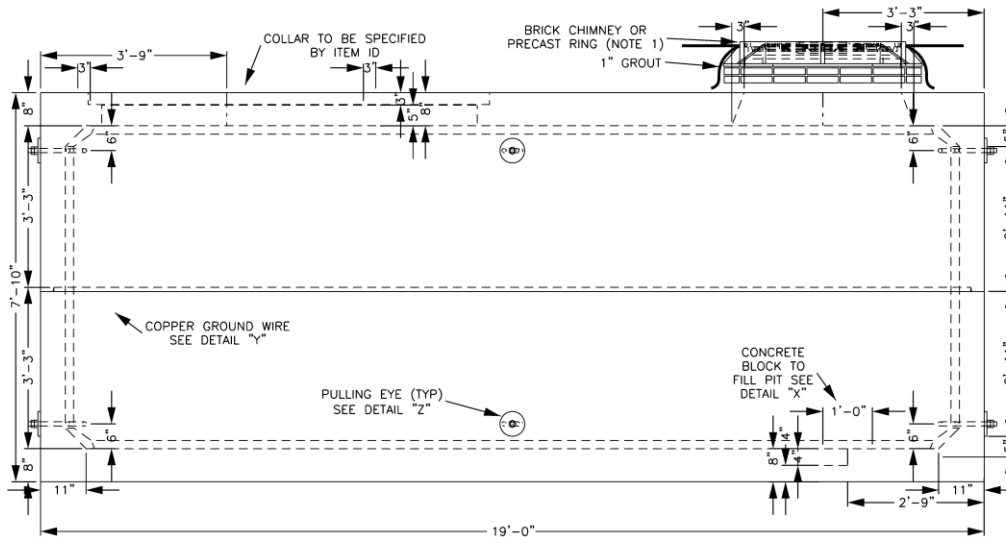 3'-3"
3" 3"
BRICK CHIMNEY OR
PRECAST RING (NOTE 1)
1" GROUT
COLLAR TO BE SPECIFIED
BY ITEM ID
3'-9"
3" 3"
8" 3" 5" 8"
6" 6"
3'-3"
7'-10"
COPPER GROUND WIRE
SEE DETAIL "Y"
3'-3"
PULLING EYE (TYP)
SEE DETAIL "Z"
CONCRETE
BLOCK TO
FILL PIT SEE
DETAIL "X"
1'-0"
6" 6"
4"
8" 4"
8"
11" 11"
2'-9"
19'-0"